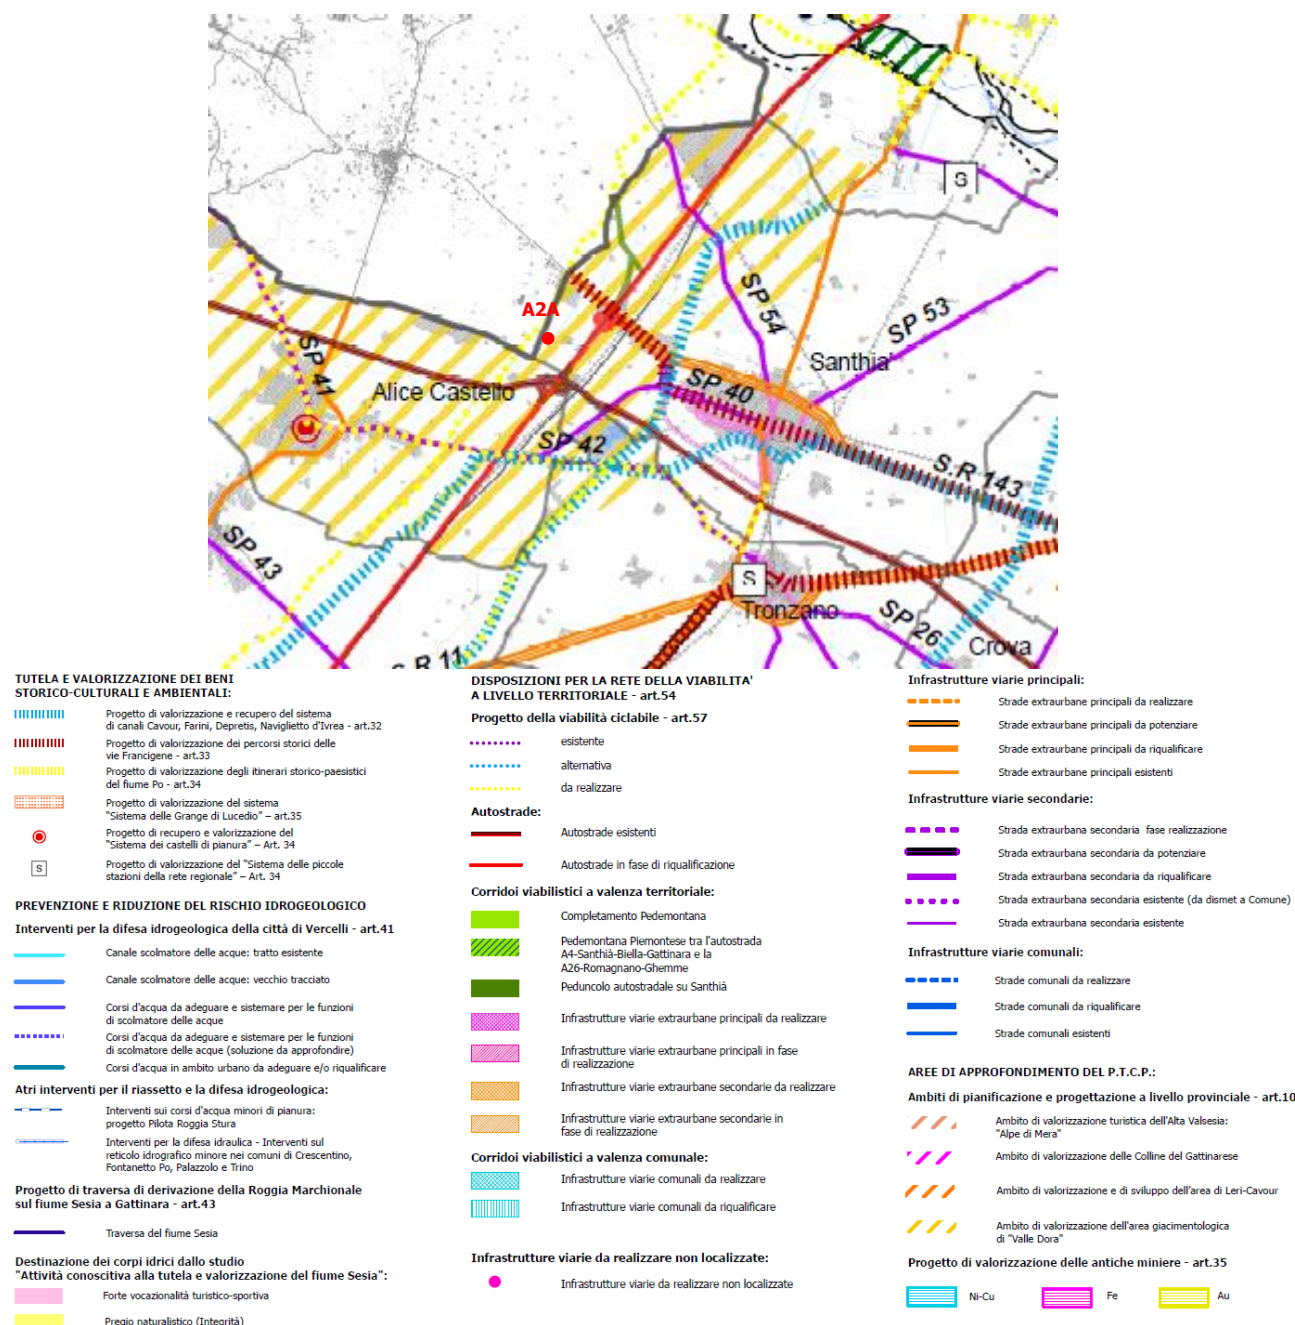 A2A
S
SP 54
SP 53
SP 41
Santhia'
SP 40
Alice Castello
SP 42
S.R 143
SP 43
S
Tronzano
SP 26
Crova
S.R 11
TUTELA E VALORIZZAZIONE DEI BENI
STORICO-CULTURALI E AMBIENTALI:
Progetto di valorizzazione e recupero del sistema
di canali Cavour, Farini, Depretis, Naviglietto d'Ivrea - art.32
Progetto di valorizzazione dei percorsi storici delle
vie Francigene - art.33
Progetto di valorizzazione degli itinerari storico-paesistici
del fiume Po - art.34
Progetto di valorizzazione del sistema
"Sistema delle Grange di Lucedio" – art.35
Progetto di recupero e valorizzazione del
"Sistema dei castelli di pianura" – Art. 34
S
Progetto di valorizzazione del "Sistema delle piccole
stazioni della rete regionale" – Art. 34
PREVENZIONE E RIDUZIONE DEL RISCHIO IDROGEOLOGICO
Interventi per la difesa idrogeologica della città di Vercelli - art.41
Canale scolmatore delle acque: tratto esistente
Canale scolmatore delle acque: vecchio tracciato
Corsi d'acqua da adeguare e sistemare per le funzioni
di scolmatore delle acque
Corsi d'acqua da adeguare e sistemare per le funzioni
di scolmatore delle acque (soluzione da approfondire)
Corsi d'acqua in ambito urbano da adeguare e/o riqualificare
Atri interventi per il riassetto e la difesa idrogeologica:
Interventi sui corsi d'acqua minori di pianura:
progetto Pilota Roggia Stura
Interventi per la difesa idraulica - Interventi sul
reticolo idrografico minore nei comuni di Crescentino,
Fontanetto Po, Palazzolo e Trino
Progetto di traversa di derivazione della Roggia Marchionale
sul fiume Sesia a Gattinara - art.43
Traversa del fiume Sesia
Destinazione dei corpi idrici dallo studio
"Attività conoscitiva alla tutela e valorizzazione del fiume Sesia":
Forte vocazionalità turistico-sportiva
Pregio naturalistico (Integrità)
DISPOSIZIONI PER LA RETE DELLA VIABILITA'
A LIVELLO TERRITORIALE - art.54
Progetto della viabilità ciclabile - art.57
esistente
alternativa
da realizzare
Autostrade:
Autostrade esistenti
Autostrade in fase di riqualificazione
Corridoi viabilistici a valenza territoriale:
Completamento Pedemontana
Pedemontana Piemontese tra l'autostrada
A4-Santhià-Biella-Gattinara e la
A26-Romagnano-Ghemme
Peduncolo autostradale su Santhià
Infrastrutture viarie extraurbane principali da realizzare
Infrastrutture viarie extraurbane principali in fase
di realizzazione
Infrastrutture viarie extraurbane secondarie da realizzare
Infrastrutture viarie extraurbane secondarie in
fase di realizzazione
Corridoi viabilistici a valenza comunale:
Infrastrutture viarie comunali da realizzare
Infrastrutture viarie comunali da riqualificare
Infrastrutture viarie da realizzare non localizzate:
Infrastrutture viarie da realizzare non localizzate
Infrastrutture viarie principali:
Strade extraurbane principali da realizzare
Strade extraurbane principali da potenziare
Strade extraurbane principali da riqualificare
Strade extraurbane principali esistenti
Infrastrutture viarie secondarie:
Strada extraurbana secondaria fase realizzazione
Strada extraurbana secondaria da potenziare
Strada extraurbana secondaria da riqualificare
Strada extraurbana secondaria esistente (da dismet a Comune)
Strada extraurbana secondaria esistente
Infrastrutture viarie comunali:
Strade comunali da realizzare
Strade comunali da riqualificare
Strade comunali esistenti
AREE DI APPROFONDIMENTO DEL P.T.C.P.:
Ambiti di pianificazione e progettazione a livello provinciale - art.10
Ambito di valorizzazione turistica dell'Alta Valsesia:
"Alpe di Mera"
Ambito di valorizzazione delle Colline del Gattinarese
Ambito di valorizzazione e di sviluppo dell'area di Leri-Cavour
Ambito di valorizzazione dell'area giacimentologica
di "Valle Dora"
Progetto di valorizzazione delle antiche miniere - art.35
Ni-Cu
Fe
Au